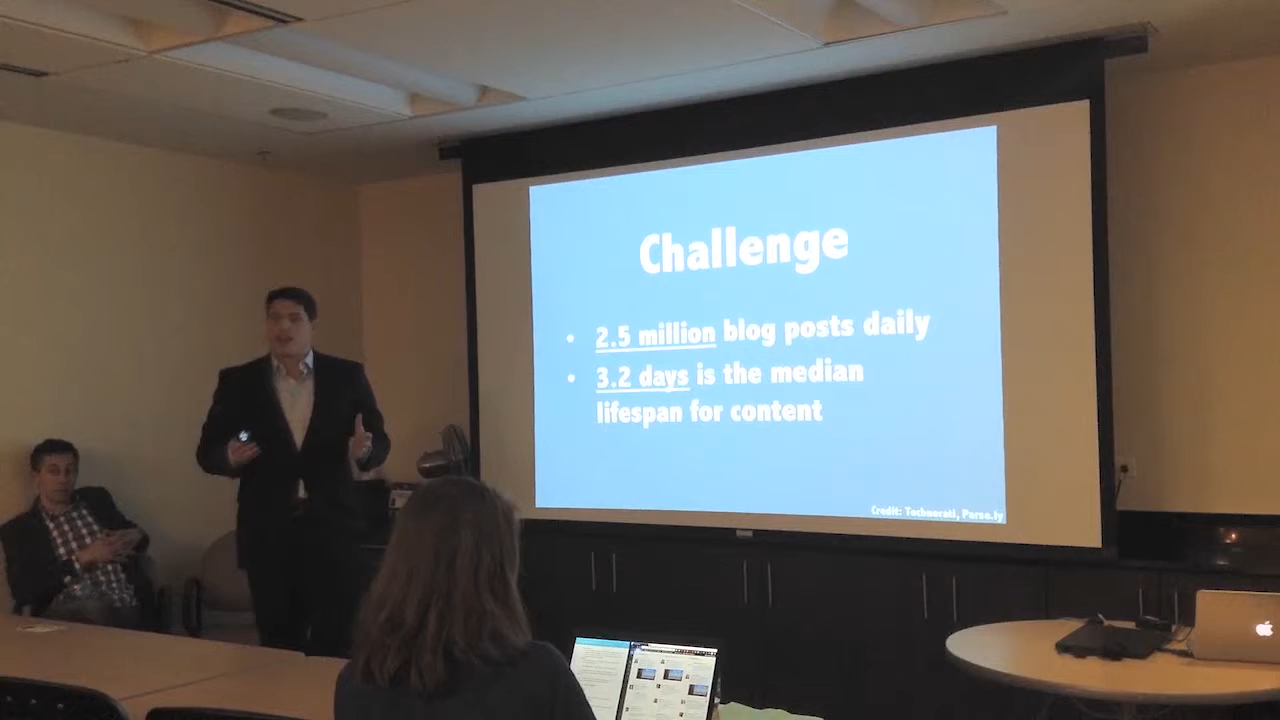 Challenge
• 2.5 million blog posts daily
• 3.2 days is the median
lifespan for content
Credit: Technorati, Parse.ly